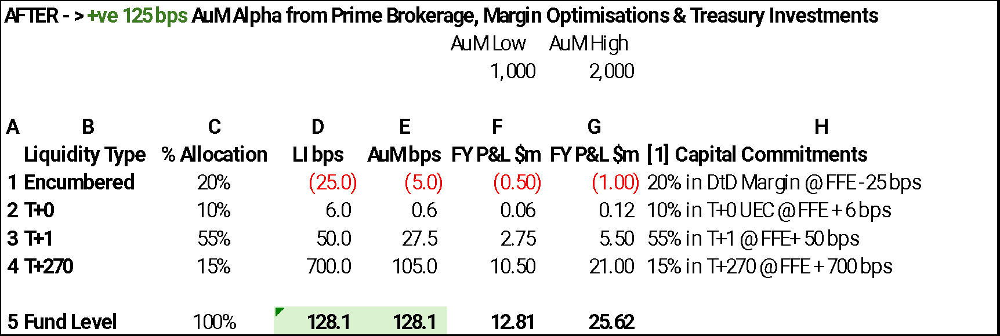 AFTER - > +ve 125 bps AuM Alpha from Prime Brokerage, Margin Optimisations & Treasury Investments
AuM Low AuM High
1,000 2,000
A B C D E F G H
Liquidity Type % Allocation LI bps AuM bps FY P&L $m FY P&L $m [1] Capital Commitments
1 Encumbered 20% (25.0) (5.0) (0.50) (1.00) 20% in DtD Margin @ FFE - 25 bps
2 T+0 10% 6.0 0.6 0.06 0.12 10% in T+0 UEC @ FFE + 6 bps
3 T+1 55% 50.0 27.5 2.75 5.50 55% in T+1 @ FFE+ 50 bps
4 T+270 15% 700.0 105.0 10.50 21.00 15% in T+270 @ FFE + 700 bps
5 Fund Level 100% 128.1 128.1 12.81 25.62